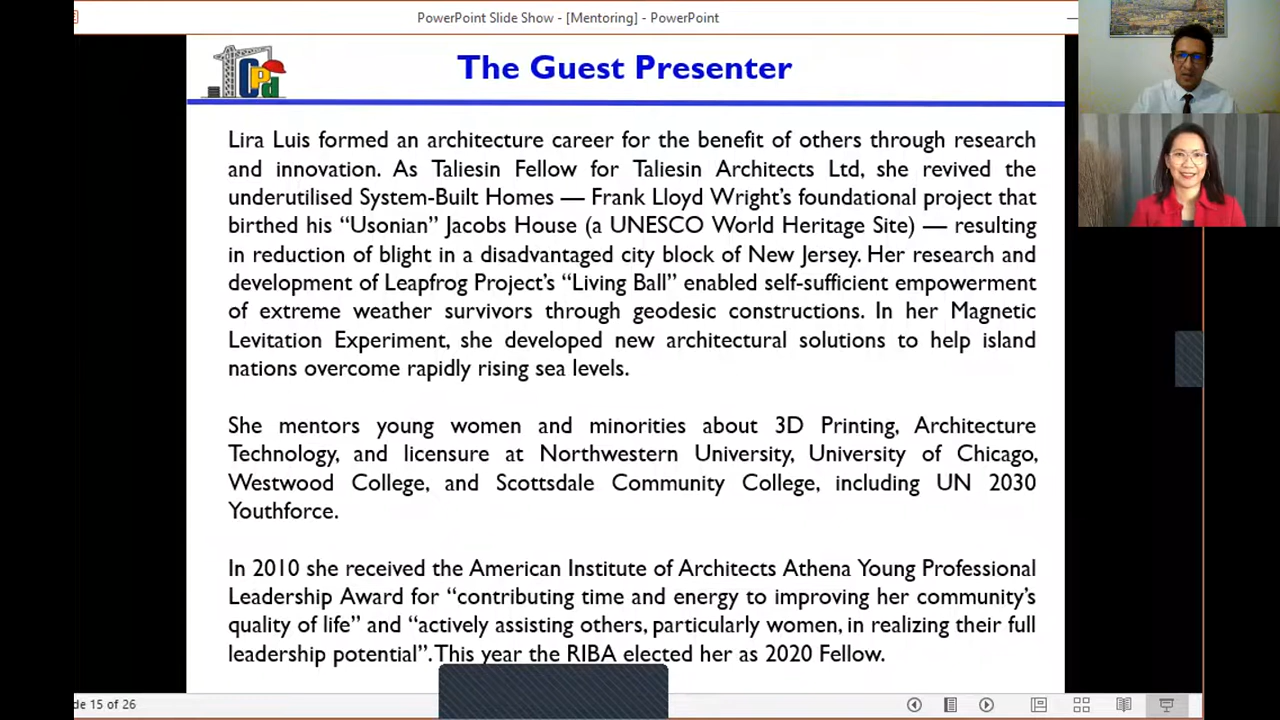 PowerPoint Slide Show - [Mentoring] - PowerPoint
CPd
The Guest Presenter
Lira Luis formed an architecture career for the benefit of others through research
and innovation. As Taliesin Fellow for Taliesin Architects Ltd, she revived the
underutilised System-Built Homes — Frank Lloyd Wright’s foundational project that
birthed his “Usonian” Jacobs House (a UNESCO World Heritage Site) — resulting
in reduction of blight in a disadvantaged city block of New Jersey. Her research and
development of Leapfrog Project’s “Living Ball” enabled self-sufficient empowerment
of extreme weather survivors through geodesic constructions. In her Magnetic
Levitation Experiment, she developed new architectural solutions to help island
nations overcome rapidly rising sea levels.
She mentors young women and minorities about 3D Printing, Architecture
Technology, and licensure at Northwestern University, University of Chicago,
Westwood College, and Scottsdale Community College, including UN 2030
Youthforce.
In 2010 she received the American Institute of Architects Athena Young Professional
Leadership Award for “contributing time and energy to improving her community’s
quality of life” and “actively assisting others, particularly women, in realizing their full
leadership potential”. This year the RIBA elected her as 2020 Fellow.
de 15 of 26